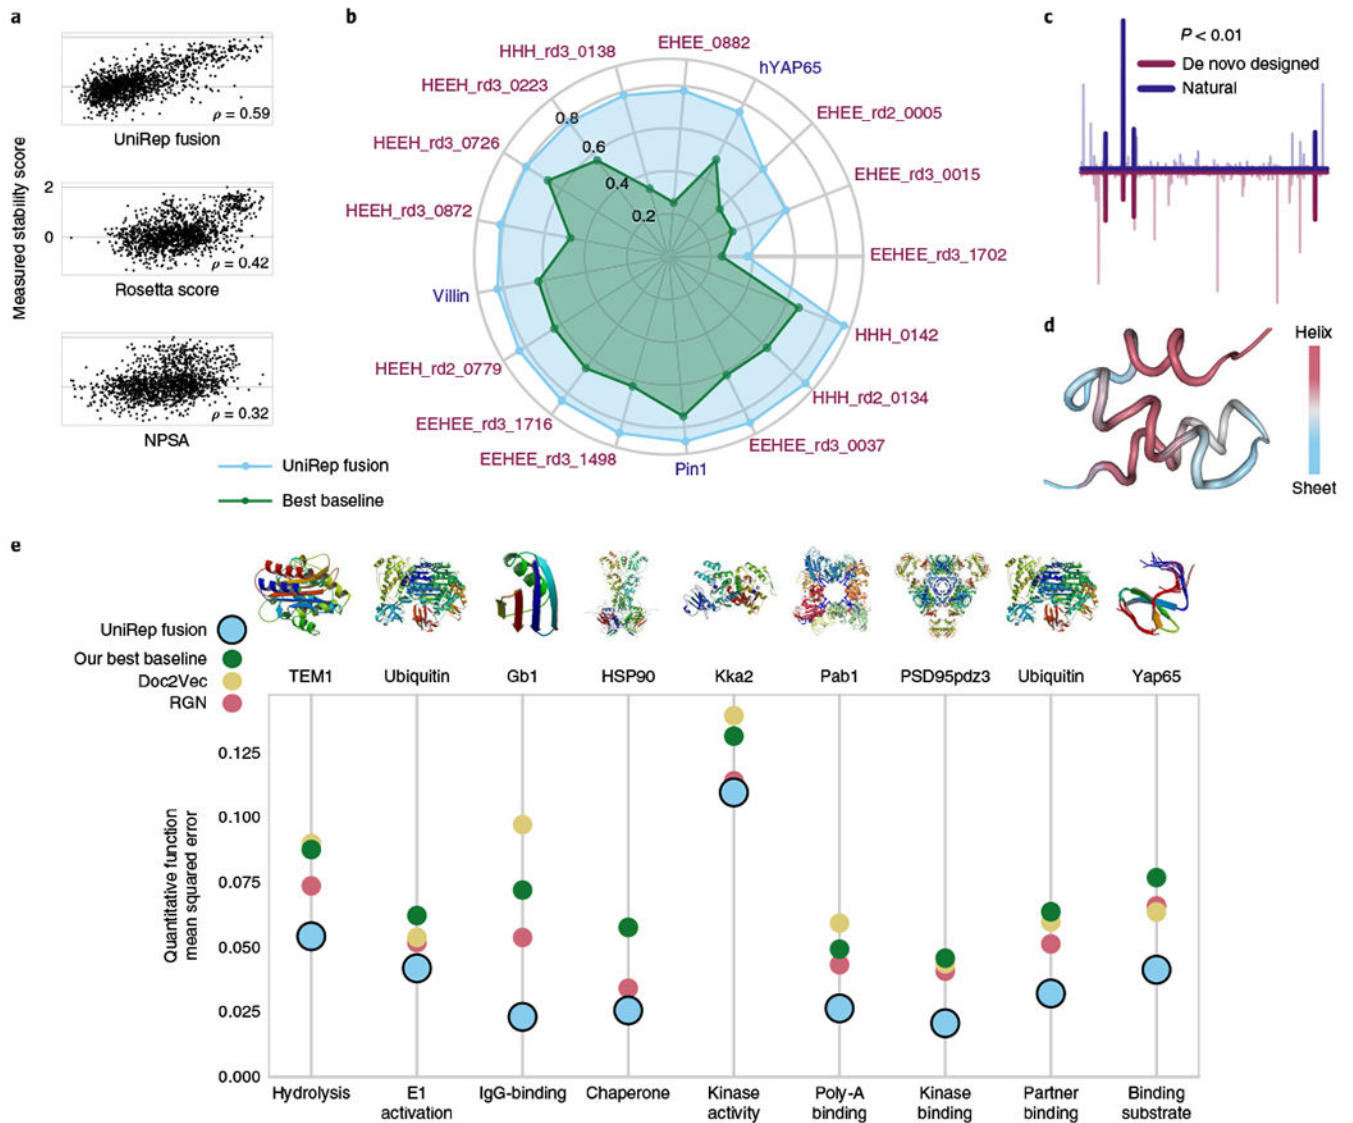 a
Measured stability score
ρ = 0.59
UniRep fusion
2
0
ρ = 0.42
Rosetta score
ρ = 0.32
NPSA
b
EHEE_0882
HHH_rd3_0138
hYAP65
HEEH_rd3_0223
EHEE_rd2_0005
HEEH_rd3_0726
EHEE_rd3_0015
HEEH_rd3_0872
EEHEE_rd3_1702
Villin
HHH_0142
HEEH_rd2_0779
HHH_rd2_0134
EEHEE_rd3_1716
EEHEE_rd3_0037
EEHEE_rd3_1498
Pin1
0.8
0.6
0.4
0.2
UniRep fusion
Best baseline
c
P < 0.01
De novo designed
Natural
d
Helix
Sheet
e
UniRep fusion
Our best baseline
Doc2Vec
RGN
TEM1
Ubiquitin
Gb1
HSP90
Kka2
Pab1
PSD95pdz3
Ubiquitin
Yap65
Quantitative function
mean squared error
0.125
0.100
0.075
0.050
0.025
0.000
Hydrolysis
E1
activation
IgG-binding
Chaperone
Kinase
activity
Poly-A
binding
Kinase
binding
Partner
binding
Binding
substrate